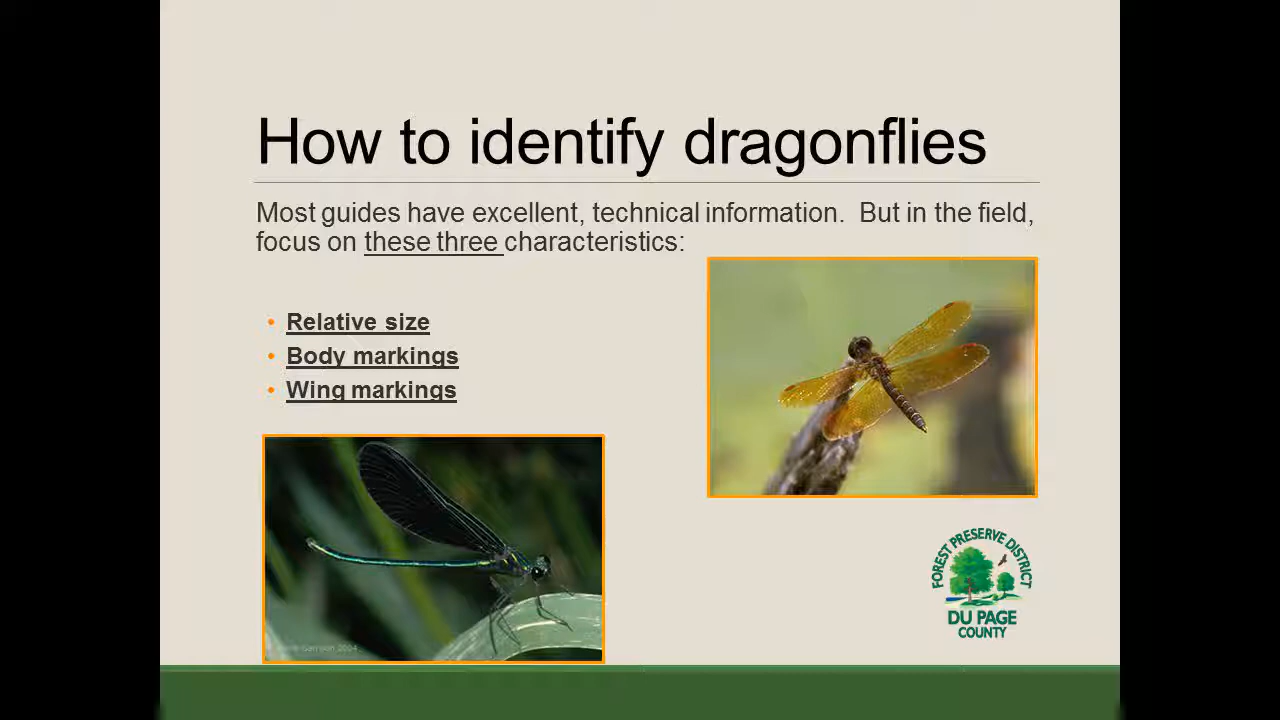 How to identify dragonflies
Most guides have excellent, technical information.  But in the field,
focus on these three characteristics:
• Relative size
• Body markings
• Wing markings
2004
FOREST PRESERVE DISTRICT
DU PAGE
COUNTY